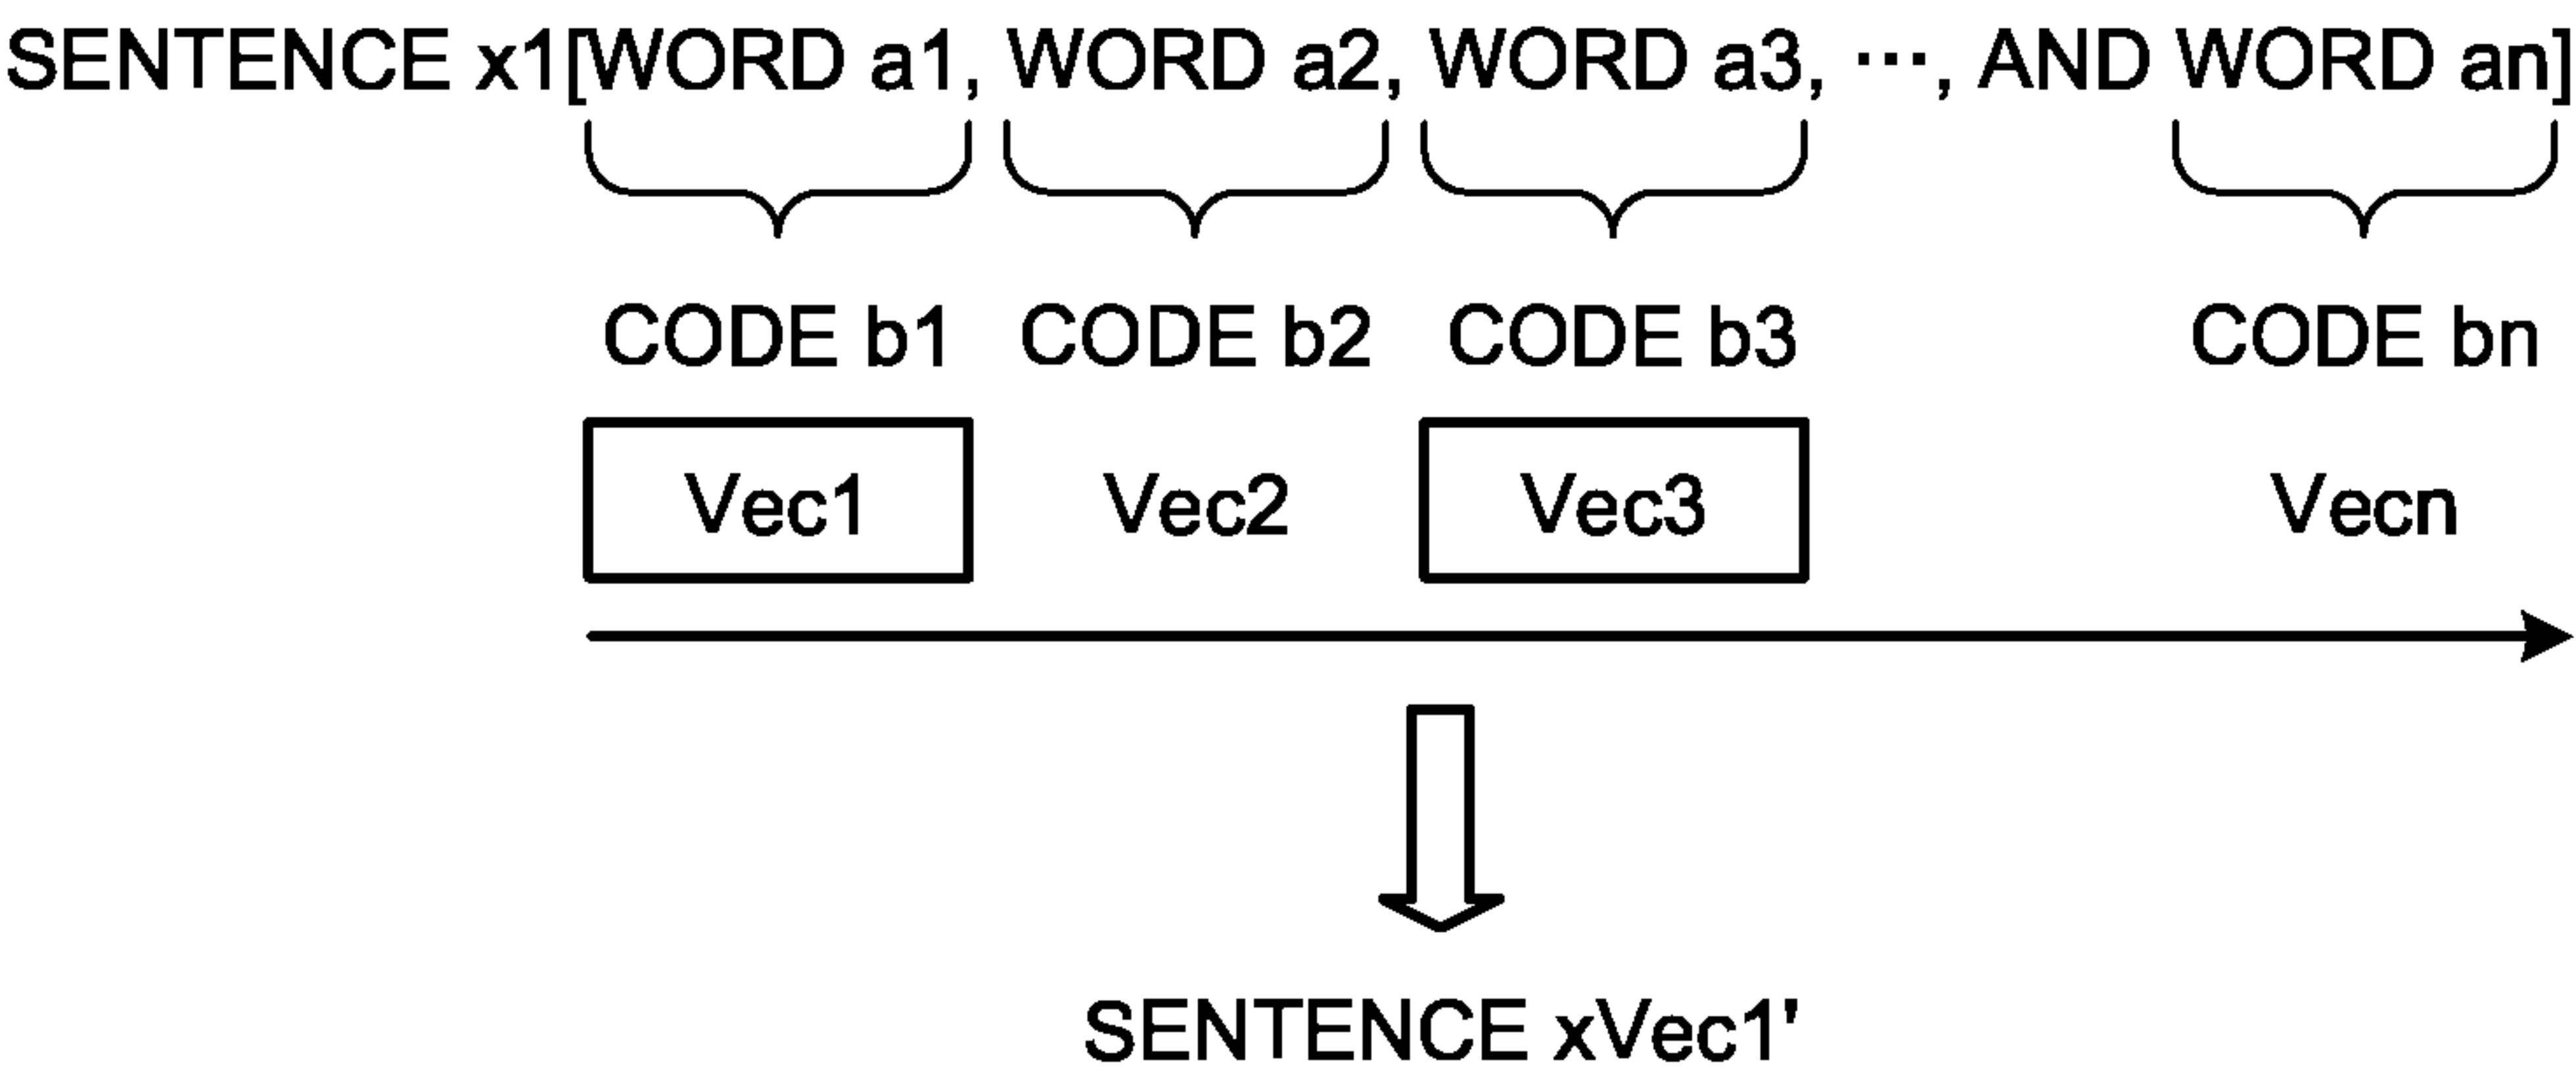 SENTENCE x1[WORD a1, WORD a2, WORD a3, ···, AND WORD an]
CODE b1 CODE b2 CODE b3 CODE bn
Vec1 Vec2 Vec3 Vecn
SENTENCE xVec1'